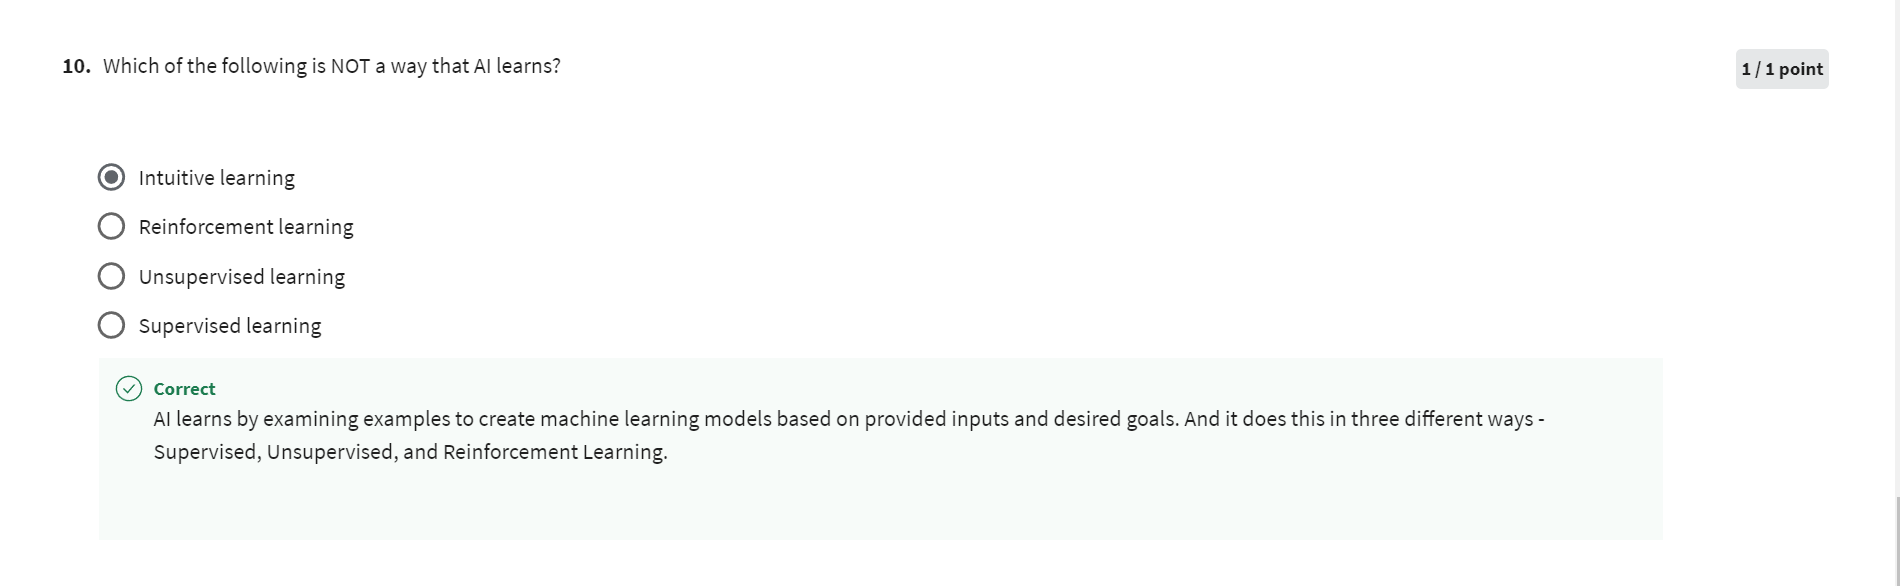 10. Which of the following is NOT a way that AI learns?
1 / 1 point
Intuitive learning
Reinforcement learning
Unsupervised learning
Supervised learning
Correct
AI learns by examining examples to create machine learning models based on provided inputs and desired goals. And it does this in three different ways -
Supervised, Unsupervised, and Reinforcement Learning.